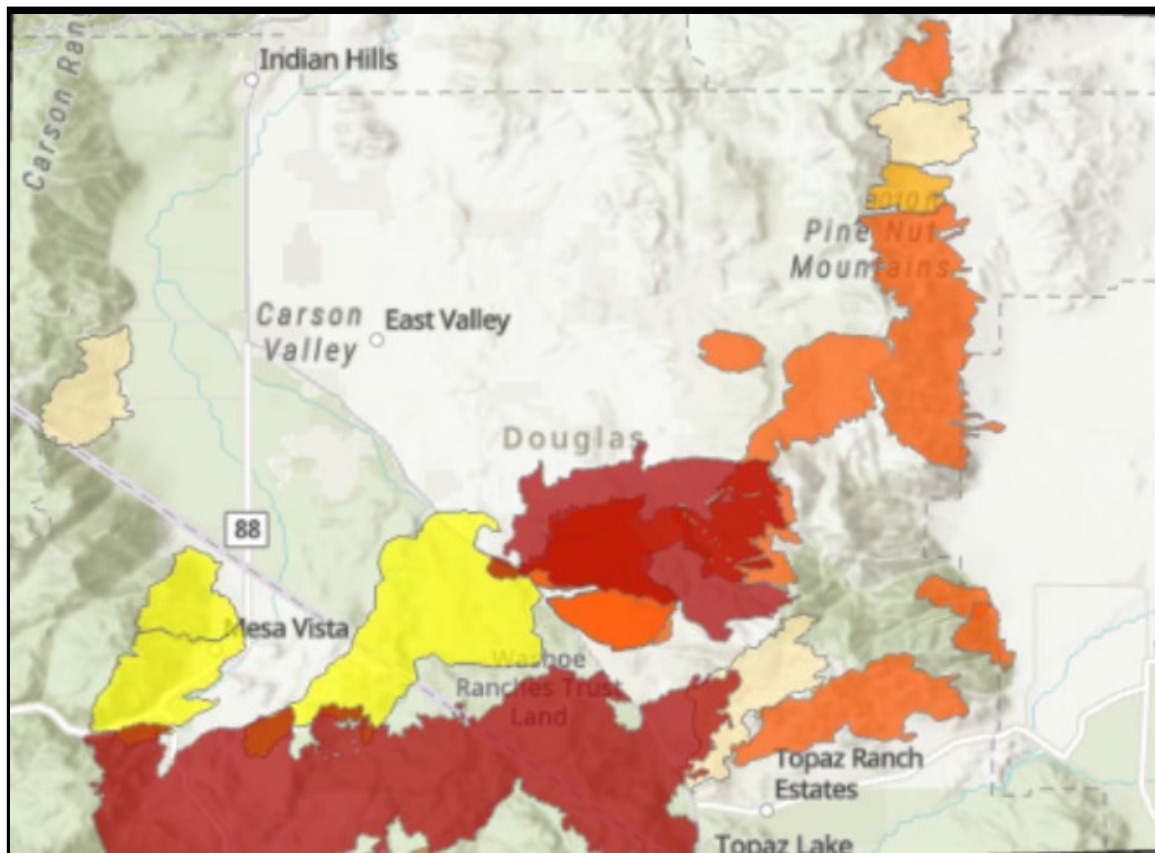 Indian Hills
Carson Ran
Pine Nut
Mountains
Carson
Valley
East Valley
Douglas
88
Mesa Vista
Washoe
Ranches Trust
Land
Topaz Ranch
Estates
Topaz Lake